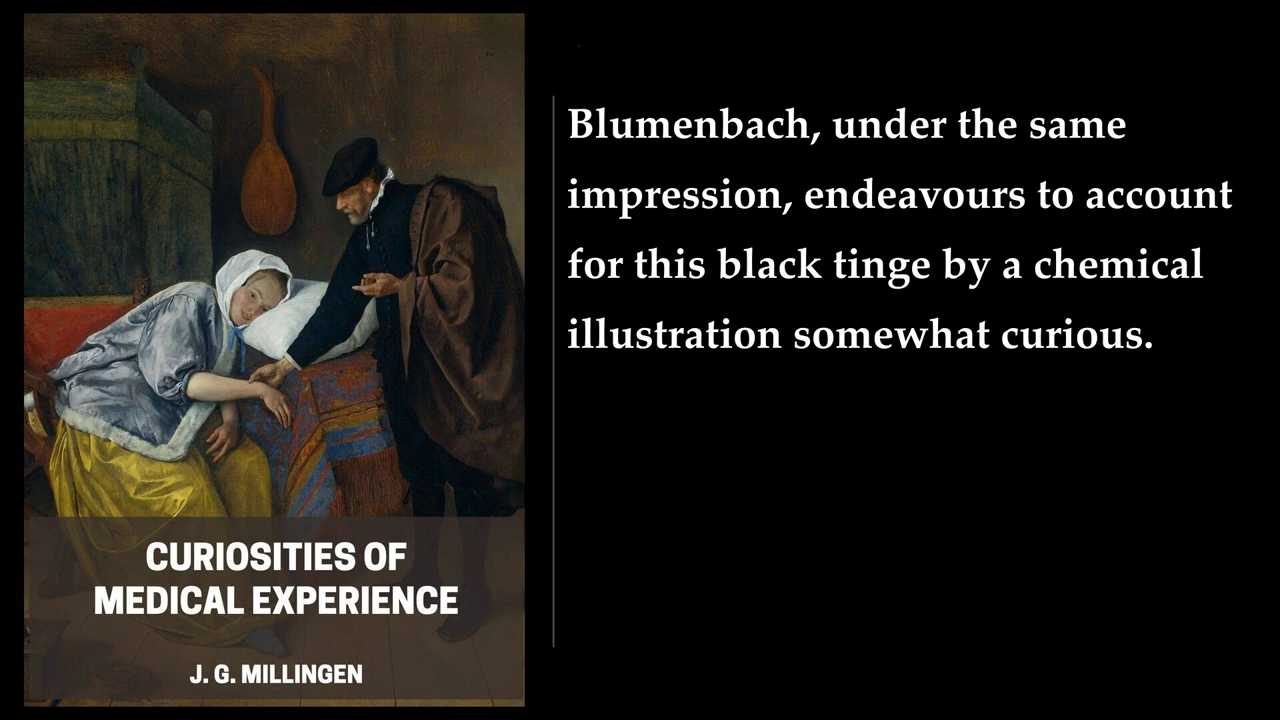 Blumenbach, under the same
impression, endeavours to account
for this black tinge by a chemical
illustration somewhat curious.
CURIOSITIES OF
MEDICAL EXPERIENCE
J. G. MILLINGEN